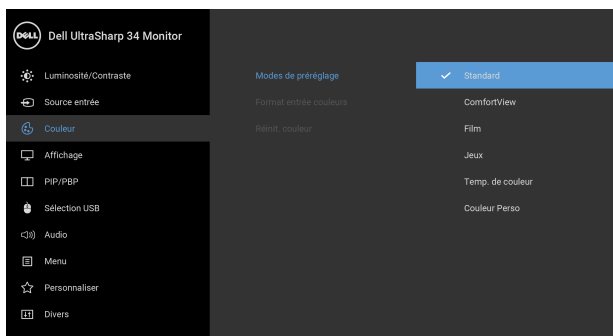 DELL
Dell UltraSharp 34 Monitor
Luminosité/Contraste
Source entrée
Couleur
Affichage
PIP/PBP
Sélection USB
Audio
Menu
Personnaliser
Divers
Modes de préréglage
Format entrée couleurs
Réinit. couleur
Standard
ComfortView
Film
Jeux
Temp. de couleur
Couleur Perso